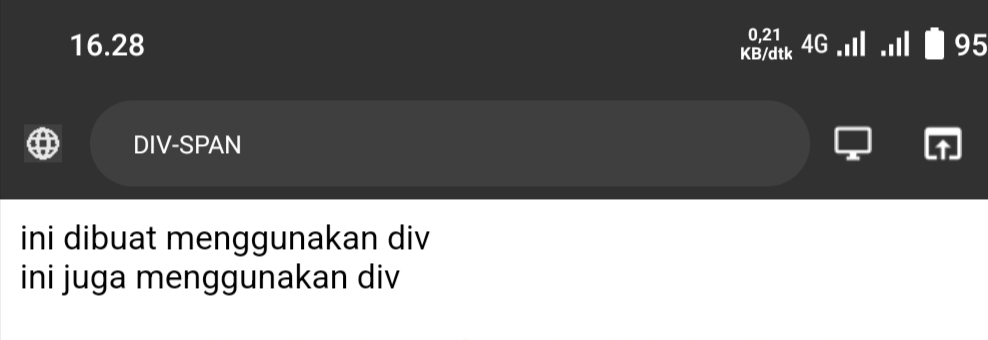 16.28
0,21
KB/dtk 4G 95
DIV-SPAN
ini dibuat menggunakan div
ini juga menggunakan div